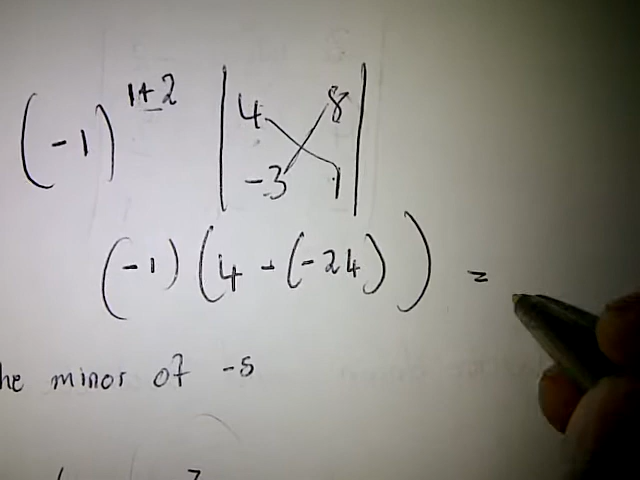 (-1)^1+2 | 4 8 |
| -3 1 |
(-1) (4 - (-24)) =
he minor of -5